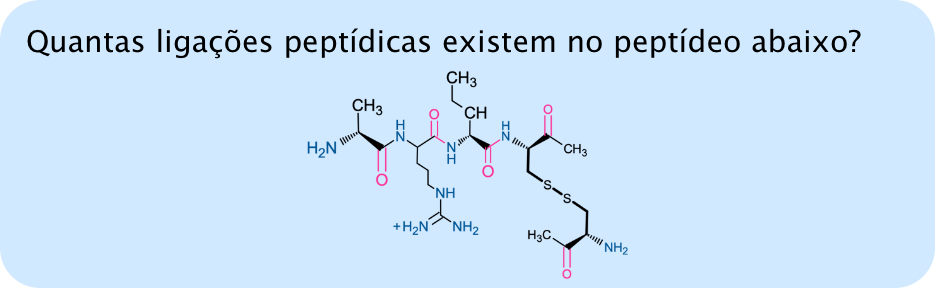 Quantas ligações peptídicas existem no peptídeo abaixo?
CH3
CH3
CH
O
O
H
N
H
N
H2N
N
H
CH3
O
O
S
S
NH
+H2N
NH2
H3C
NH2
O